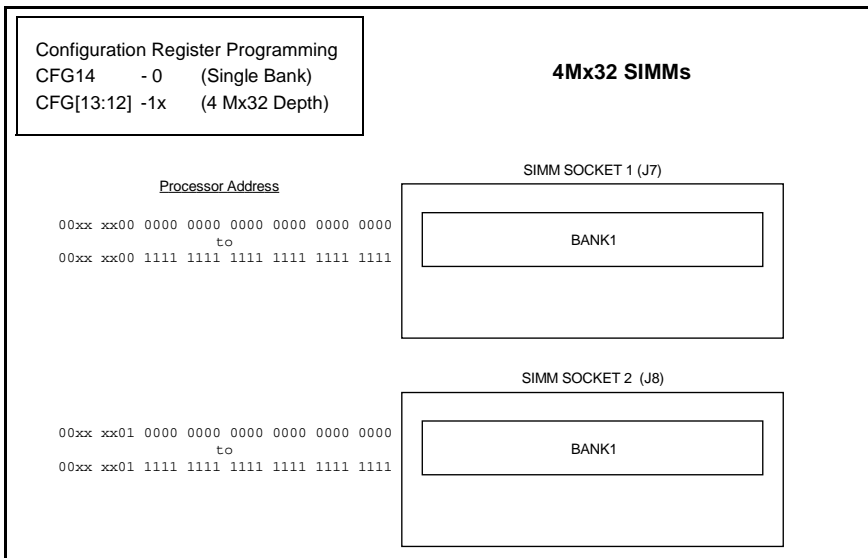 Configuration Register Programming
CFG14 - 0 (Single Bank)
CFG[13:12] -1x (4 Mx32 Depth)
4Mx32 SIMMs
Processor Address
SIMM SOCKET 1 (J7)
00xx xx00 0000 0000 0000 0000 0000 0000
to
00xx xx00 1111 1111 1111 1111 1111 1111
BANK1
SIMM SOCKET 2 (J8)
00xx xx01 0000 0000 0000 0000 0000 0000
to
00xx xx01 1111 1111 1111 1111 1111 1111
BANK1